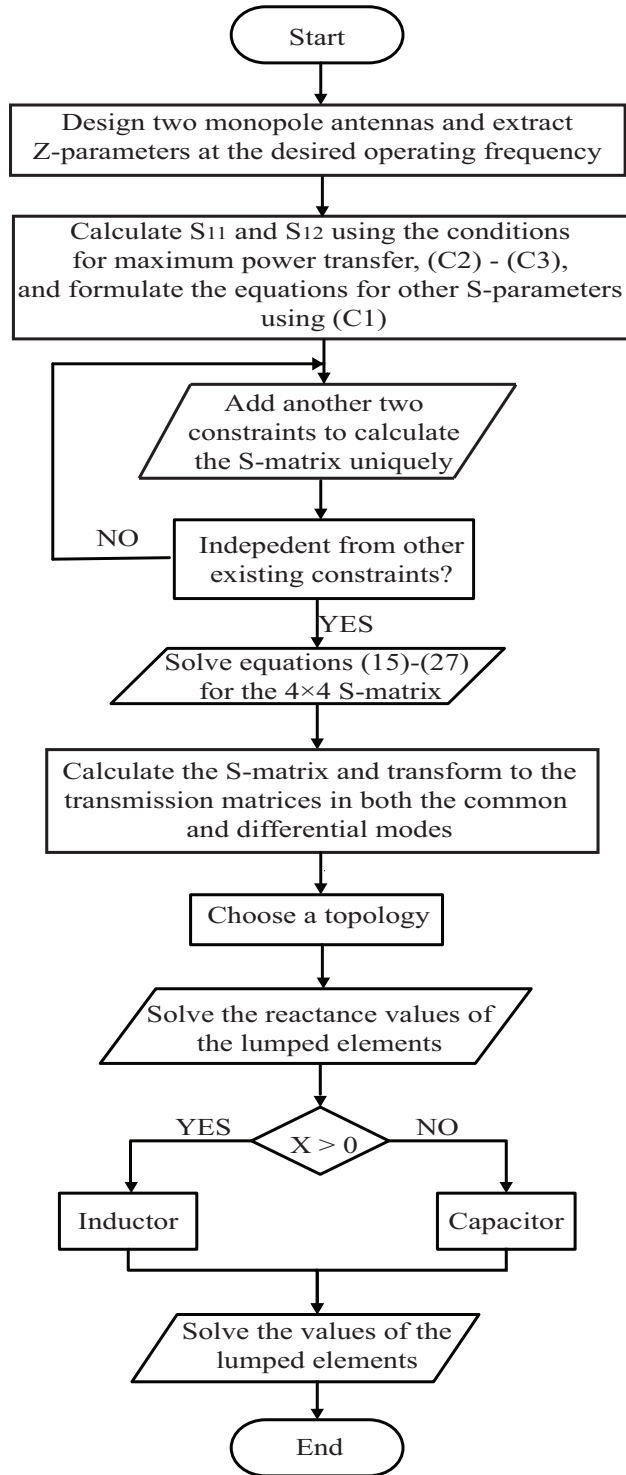 Start
Design two monopole antennas and extract
Z-parameters at the desired operating frequency
Calculate S11 and S12 using the conditions
for maximum power transfer, (C2) - (C3),
and formulate the equations for other S-parameters
using (C1)
Add another two
constraints to calculate
the S-matrix uniquely
NO
Indepedent from other
existing constraints?
YES
Solve equations (15)-(27)
for the 4×4 S-matrix
Calculate the S-matrix and transform to the
transmission matrices in both the common
and differential modes
Choose a topology
Solve the reactance values of
the lumped elements
YES
X > 0
NO
Inductor
Capacitor
Solve the values of the
lumped elements
End